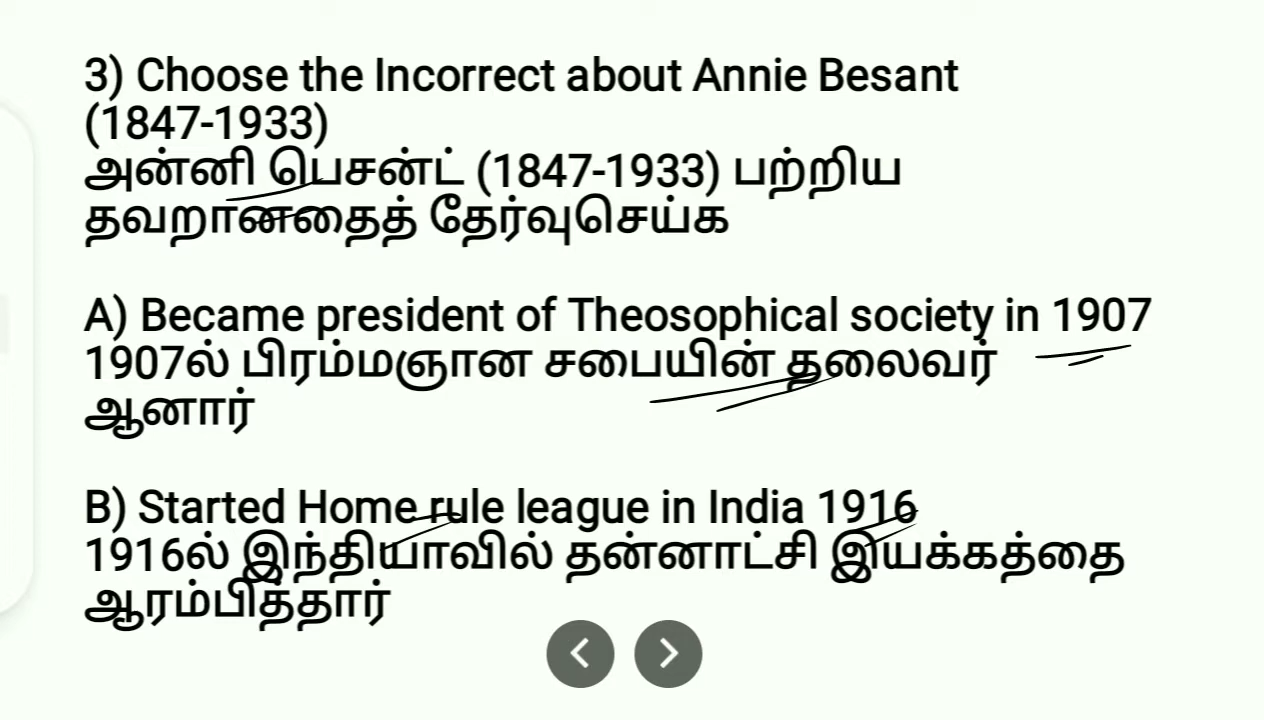 3) Choose the Incorrect about Annie Besant
(1847-1933)
அன்னி பெசன்ட் (1847-1933) பற்றிய
தவறானதைத் தேர்வுசெய்க
A) Became president of Theosophical society in 1907
1907ல் பிரம்மஞான சபையின் தலைவர்
ஆனார்
B) Started Home rule league in India 1916
1916ல் இந்தியாவில் தன்னாட்சி இயக்கத்தை
ஆரம்பித்தார்